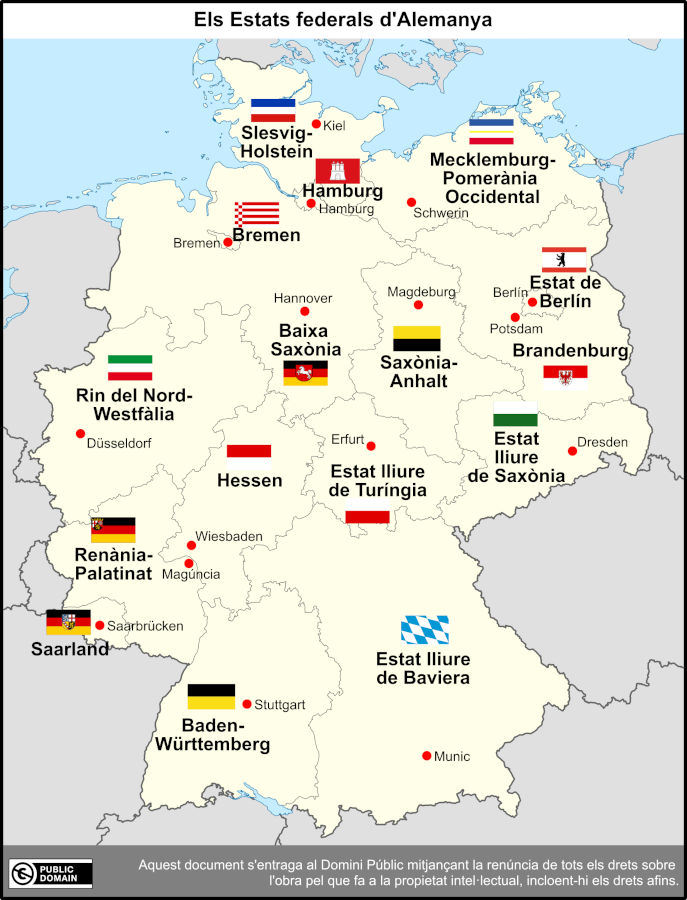 Els Estats federals d'Alemanya
Slesvig-
Holstein
Kiel
Mecklemburg-
Pomerània
Occidental
Hamburg
Hamburg
Schwerin
Bremen
Bremen
Estat de
Berlín
Berlín
Potsdam
Brandenburg
Hannover
Baixa
Saxònia
Magdeburg
Saxònia-
Anhalt
Rin del Nord-
Westfàlia
Düsseldorf
Hessen
Erfurt
Estat lliure
de Turíngia
Estat
lliure
de Saxònia
Dresden
Wiesbaden
Renània-
Palatinat
Magúncia
Saarbrücken
Saarland
Estat lliure
de Baviera
Stuttgart
Baden-
Württemberg
Munic
PUBLIC
DOMAIN
Aquest document s'entraga al Domini Públic mitjançant la renúncia de tots els drets sobre
l'obra pel que fa a la propietat intel·lectual, incloent-hi els drets afins.